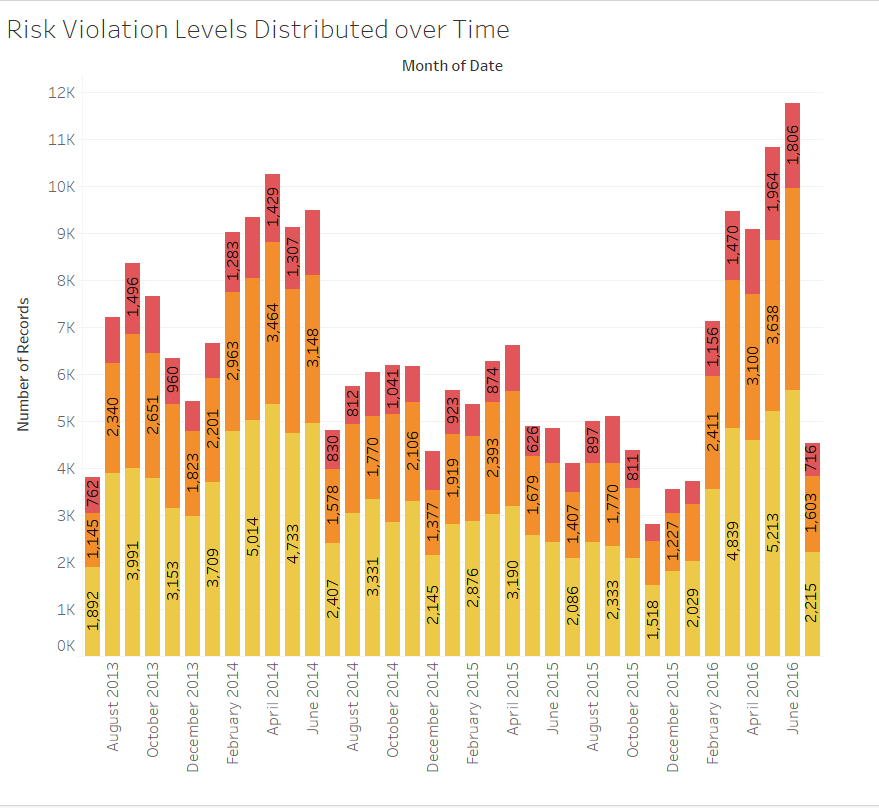 Risk Violation Levels Distributed over Time
Month of Date
Number of Records
12K
11K
10K
9K
8K
7K
6K
5K
4K
3K
2K
1K
0K
762
1,145
1,892
2,340
1,496
3,991
2,651
960
3,153
1,823
2,201
3,709
1,283
2,963
5,014
1,429
3,464
1,307
4,733
3,148
830
1,578
2,407
812
1,770
3,331
1,041
2,106
1,377
2,145
923
1,919
2,876
874
2,393
3,190
626
1,679
1,407
2,086
897
1,770
2,333
811
1,518
1,227
2,029
1,156
2,411
1,470
4,839
3,100
1,964
3,638
5,213
1,806
716
1,603
2,215
August 2013
October 2013
December 2013
February 2014
April 2014
June 2014
August 2014
October 2014
December 2014
February 2015
April 2015
June 2015
August 2015
October 2015
December 2015
February 2016
April 2016
June 2016